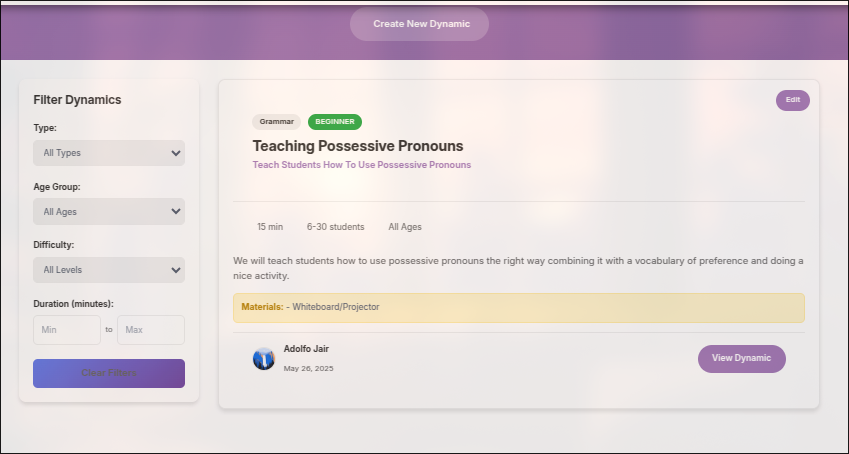 Create New Dynamic
Filter Dynamics
Type:
All Types
Age Group:
All Ages
Difficulty:
All Levels
Duration (minutes):
Min to Max
Clear Filters
Edit
Grammar BEGINNER
Teaching Possessive Pronouns
Teach Students How To Use Possessive Pronouns
15 min 6-30 students All Ages
We will teach students how to use possessive pronouns the right way combining it with a vocabulary of preference and doing a
nice activity.
Materials: - Whiteboard/Projector
Adolfo Jair
May 26, 2025
View Dynamic